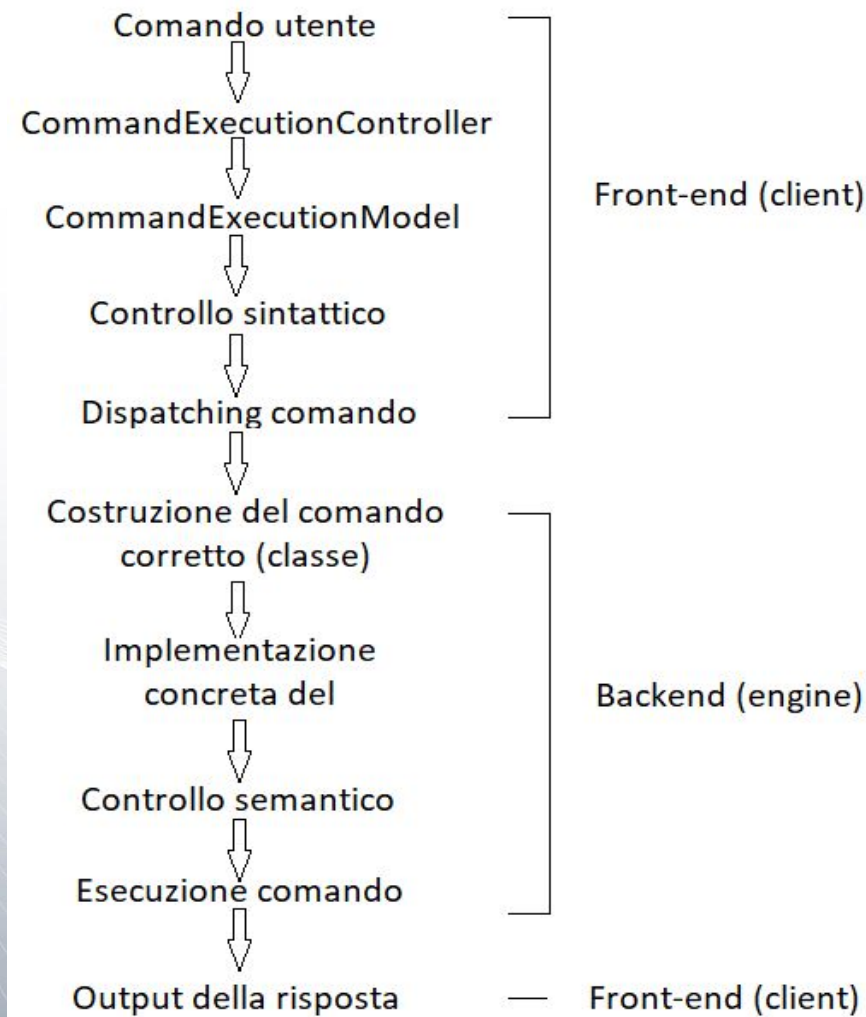 Comando utente
CommandExecutionController
CommandExecutionModel
Front-end (client)
Controllo sintattico
Dispatching comando
Costruzione del comando
corretto (classe)
Implementazione
concreta del
Backend (engine)
Controllo semantico
Esecuzione comando
Output della risposta
Front-end (client)